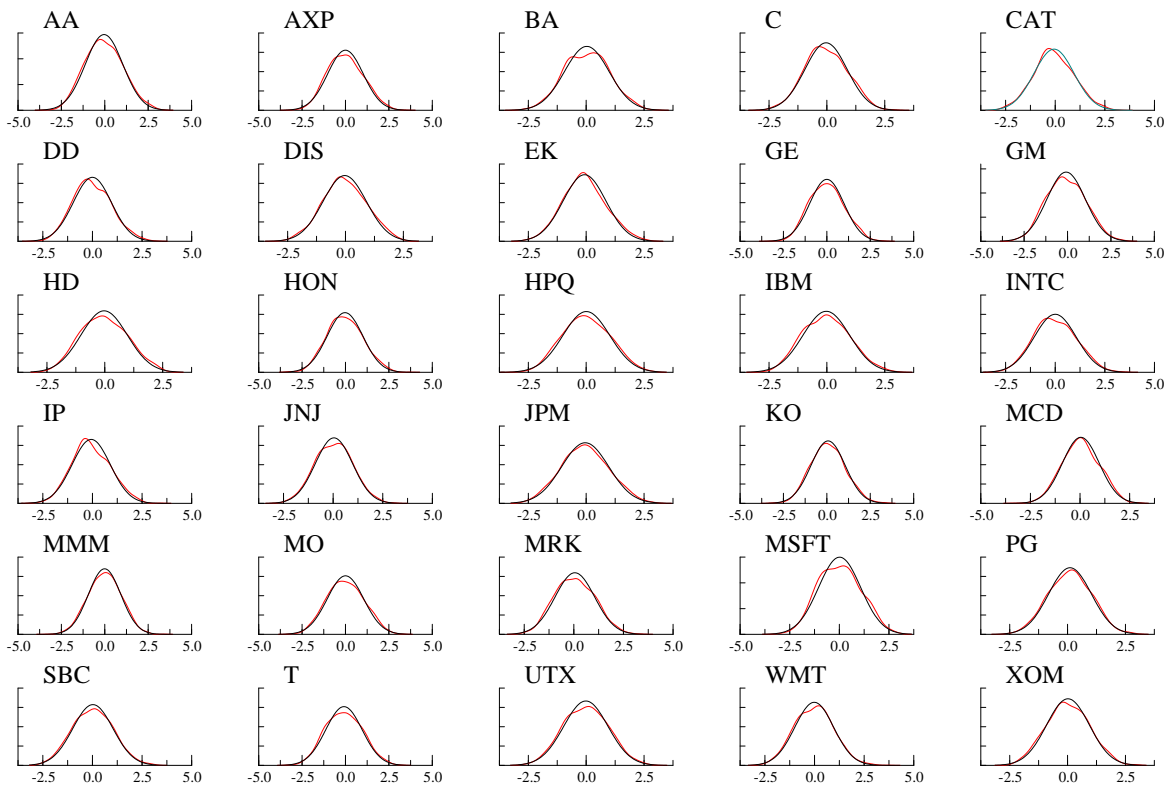 AA AXP BA C CAT
-5.0 -2.5 0.0 2.5 5.0 -5.0 -2.5 0.0 2.5 5.0 -2.5 0.0 2.5 -2.5 0.0 2.5 -2.5 0.0 2.5 5.0
DD DIS EK GE GM
-2.5 0.0 2.5 5.0 -2.5 0.0 2.5 -2.5 0.0 2.5 -5.0 -2.5 0.0 2.5 5.0 -2.5 0.0 2.5 5.0
HD HON HPQ IBM INTC
-2.5 0.0 2.5 -5.0 -2.5 0.0 2.5 5.0 -2.5 0.0 2.5 -2.5 0.0 2.5 -2.5 0.0 2.5 5.0
IP JNJ JPM KO MCD
-2.5 0.0 2.5 5.0 -5.0 -2.5 0.0 2.5 5.0 -2.5 0.0 2.5 -5.0 -2.5 0.0 2.5 5.0 -5.0 -2.5 0.0 2.5
MMM MO MRK MSFT PG
-5.0 -2.5 0.0 2.5 5.0 -5.0 -2.5 0.0 2.5 5.0 -2.5 0.0 2.5 5.0 -2.5 0.0 2.5 -2.5 0.0 2.5
SBC T UTX WMT XOM
-2.5 0.0 2.5 5.0 -5.0 -2.5 0.0 2.5 5.0 -2.5 0.0 2.5 -2.5 0.0 2.5 5.0 -2.5 0.0 2.5